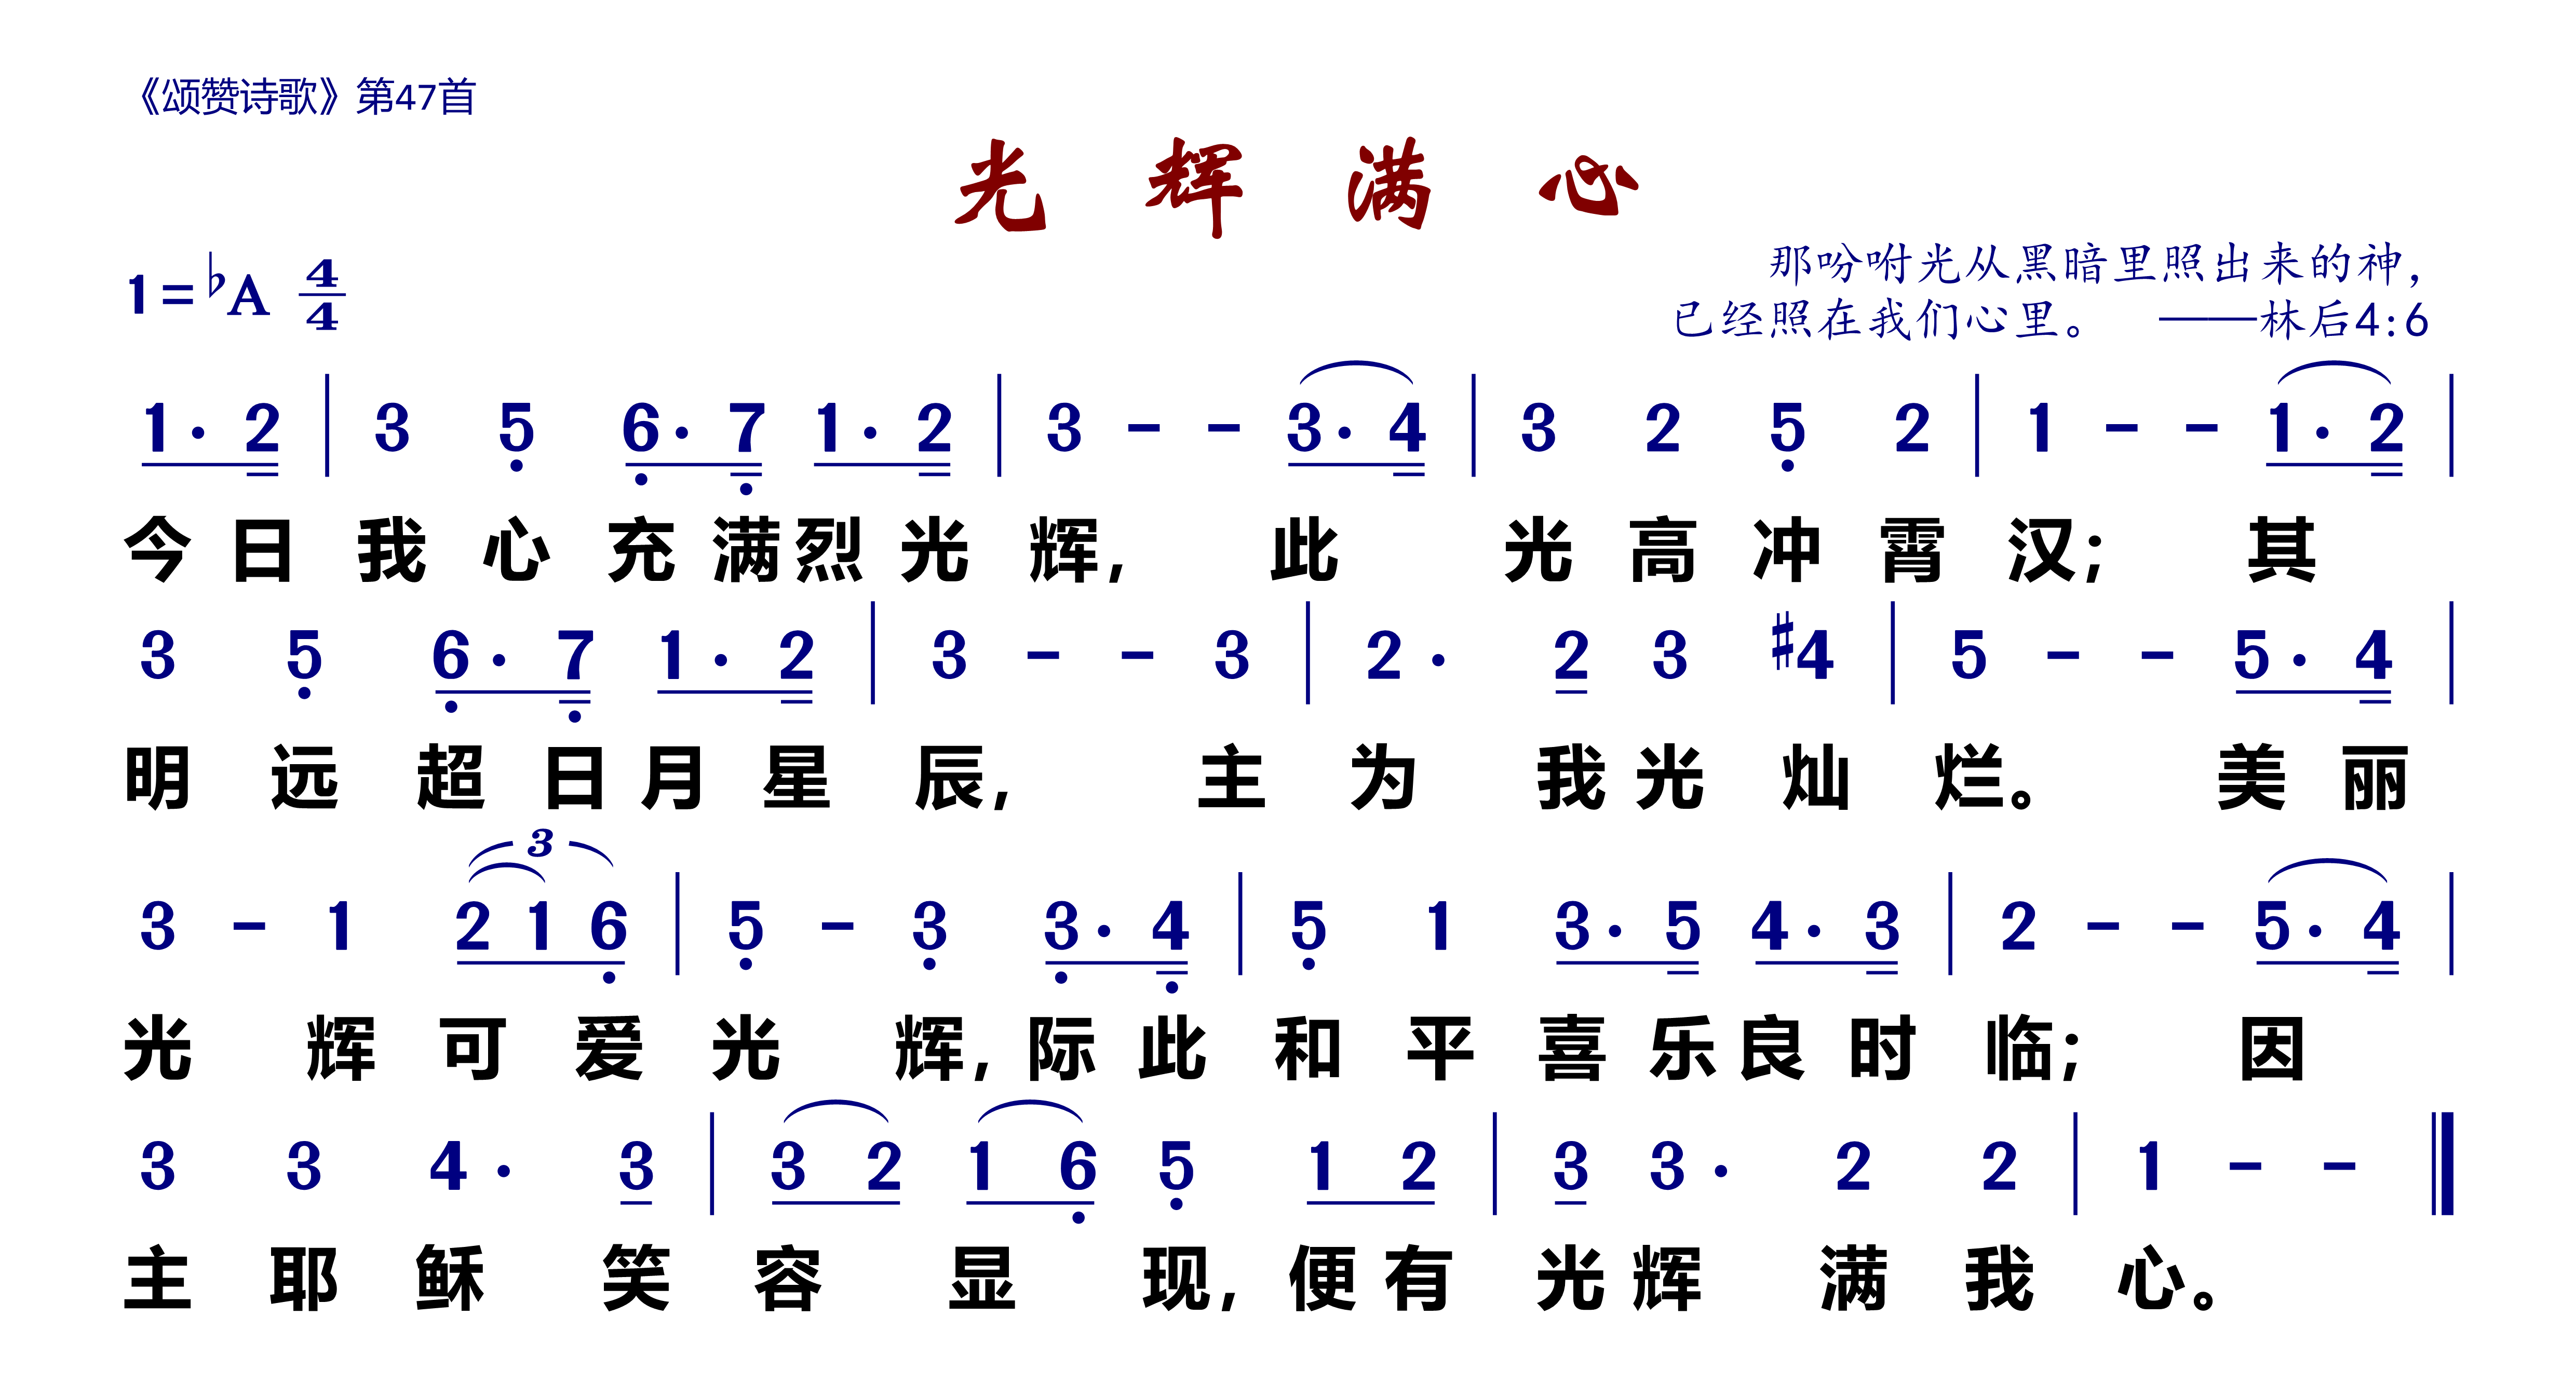 《颂赞诗歌》第47首
光 辉 满 心
1=♭A 4/4
那吩咐光从黑暗里照出来的神，
已经照在我们心里。 ——林后4:6
1· 2 | 3 5̣ 6̣· 7̣ 1· 2 | 3 - - 3· 4 | 3 2 5̣ 2 | 1 - - 1· 2 |
今 日 我 心 充 满 烈 光 辉， 此 光 高 冲 霄 汉； 其
3 5̣ 6̣· 7̣ 1· 2 | 3 - - 3 | 2· 2 3 #4 | 5 - - 5· 4 |
明 远 超 日 月 星 辰， 主 为 我 光 灿 烂。 美 丽
3
3 - 1 2 1 6̣ | 5̣ - 3̣ 3̣· 4̣ | 5̣ 1 3· 5 4· 3 | 2 - - 5· 4 |
光 辉 可 爱 光 辉，际 此 和 平 喜 乐 良 时 临； 因
3 3 4· 3 | 3 2 1 6̣ 5̣ 1 2 | 3 3· 2 2 | 1 - - ‖
主 耶 稣 笑 容 显 现，便 有 光 辉 满 我 心。